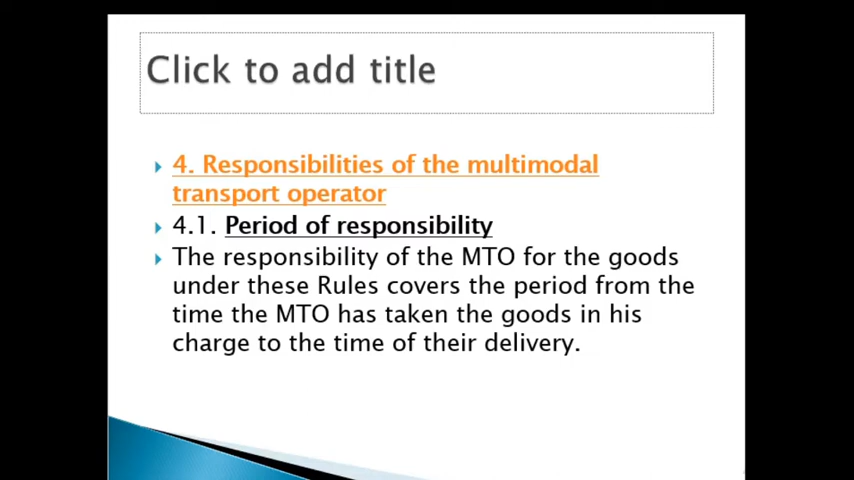 Click to add title
4. Responsibilities of the multimodal
transport operator
4.1. Period of responsibility
The responsibility of the MTO for the goods
under these Rules covers the period from the
time the MTO has taken the goods in his
charge to the time of their delivery.